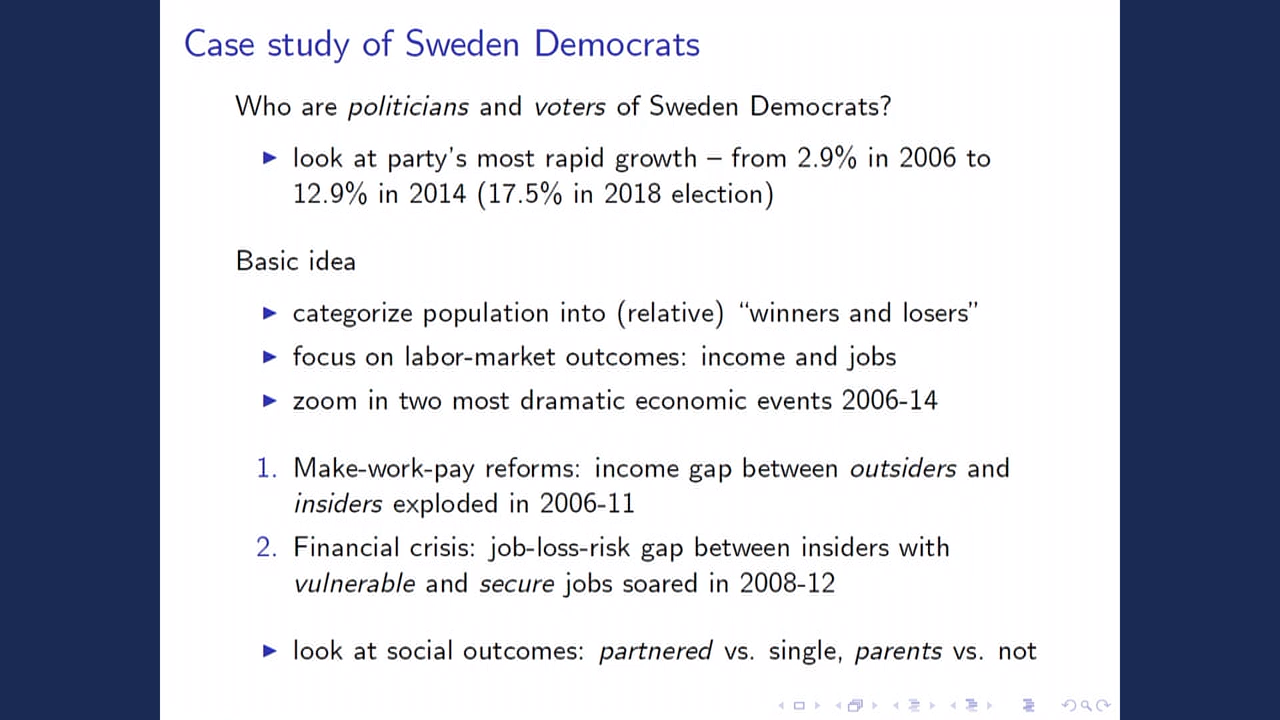 Case study of Sweden Democrats
Who are politicians and voters of Sweden Democrats?
look at party's most rapid growth – from 2.9% in 2006 to
12.9% in 2014 (17.5% in 2018 election)
Basic idea
categorize population into (relative) "winners and losers"
focus on labor-market outcomes: income and jobs
zoom in two most dramatic economic events 2006-14
1. Make-work-pay reforms: income gap between outsiders and
insiders exploded in 2006-11
2. Financial crisis: job-loss-risk gap between insiders with
vulnerable and secure jobs soared in 2008-12
look at social outcomes: partnered vs. single, parents vs. not